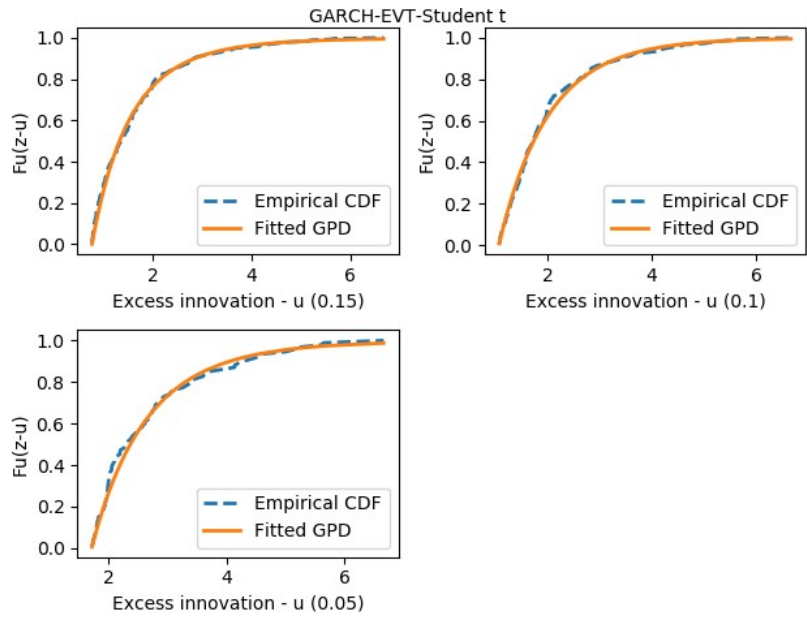 GARCH-EVT-Student t
1.0
0.8
0.6
0.4
0.2
0.0
Fu(z-u)
Empirical CDF
Fitted GPD
2 4 6
Excess innovation - u (0.15)
1.0
0.8
0.6
0.4
0.2
0.0
Fu(z-u)
Empirical CDF
Fitted GPD
2 4 6
Excess innovation - u (0.1)
1.0
0.8
0.6
0.4
0.2
0.0
Fu(z-u)
Empirical CDF
Fitted GPD
2 4 6
Excess innovation - u (0.05)